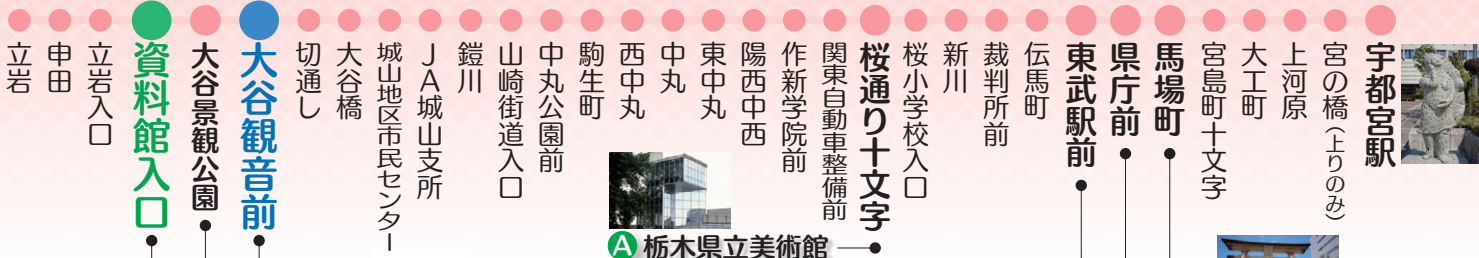 宇都宮駅
宮の橋（上りのみ）
上河原
大工町
宮島町十文字
馬場町
県庁前
東武駅前
伝馬町
裁判所前
新川
桜小学校入口
桜通り十文字
関東自動車整備前
作新学院前
陽西中西
東中丸
中丸
西中丸
駒生町
中丸公園前
山崎街道入口
鎧川
JA城山支所
城山地区市民センター
大谷橋
切通し
大谷観音前
大谷景観公園
資料館入口
立岩入口
申田
立岩
A 栃木県立美術館